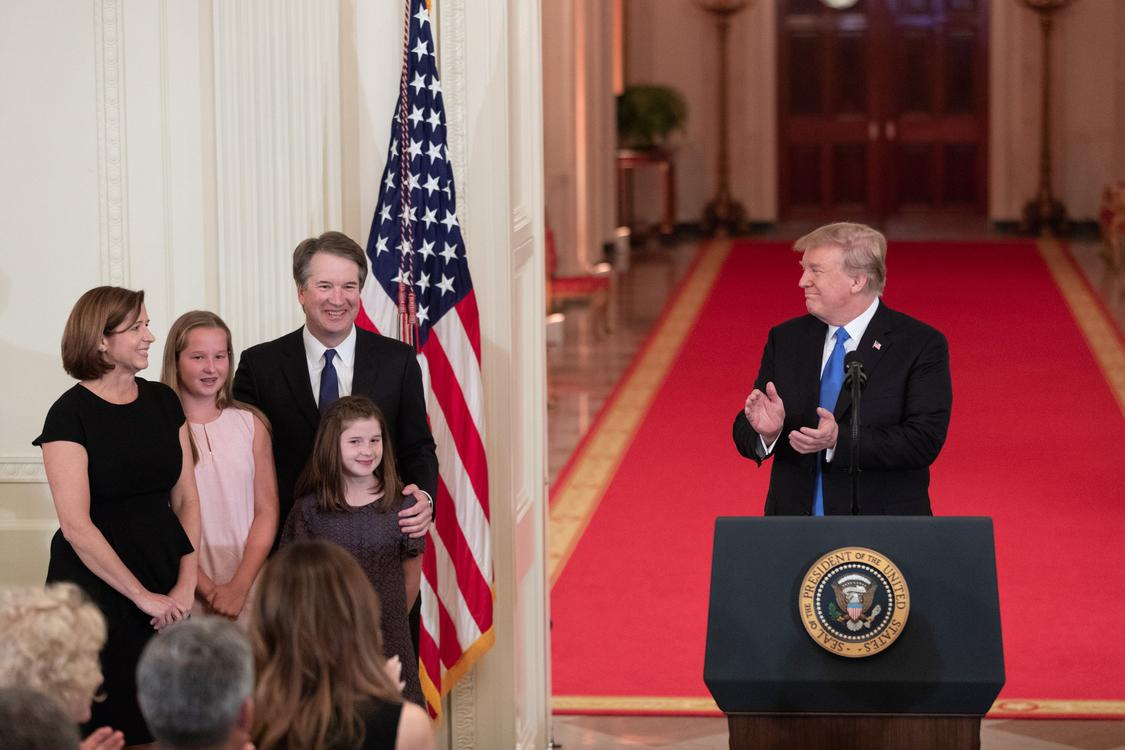 SEAL OF THE PRESIDENT OF THE UNITED STATES